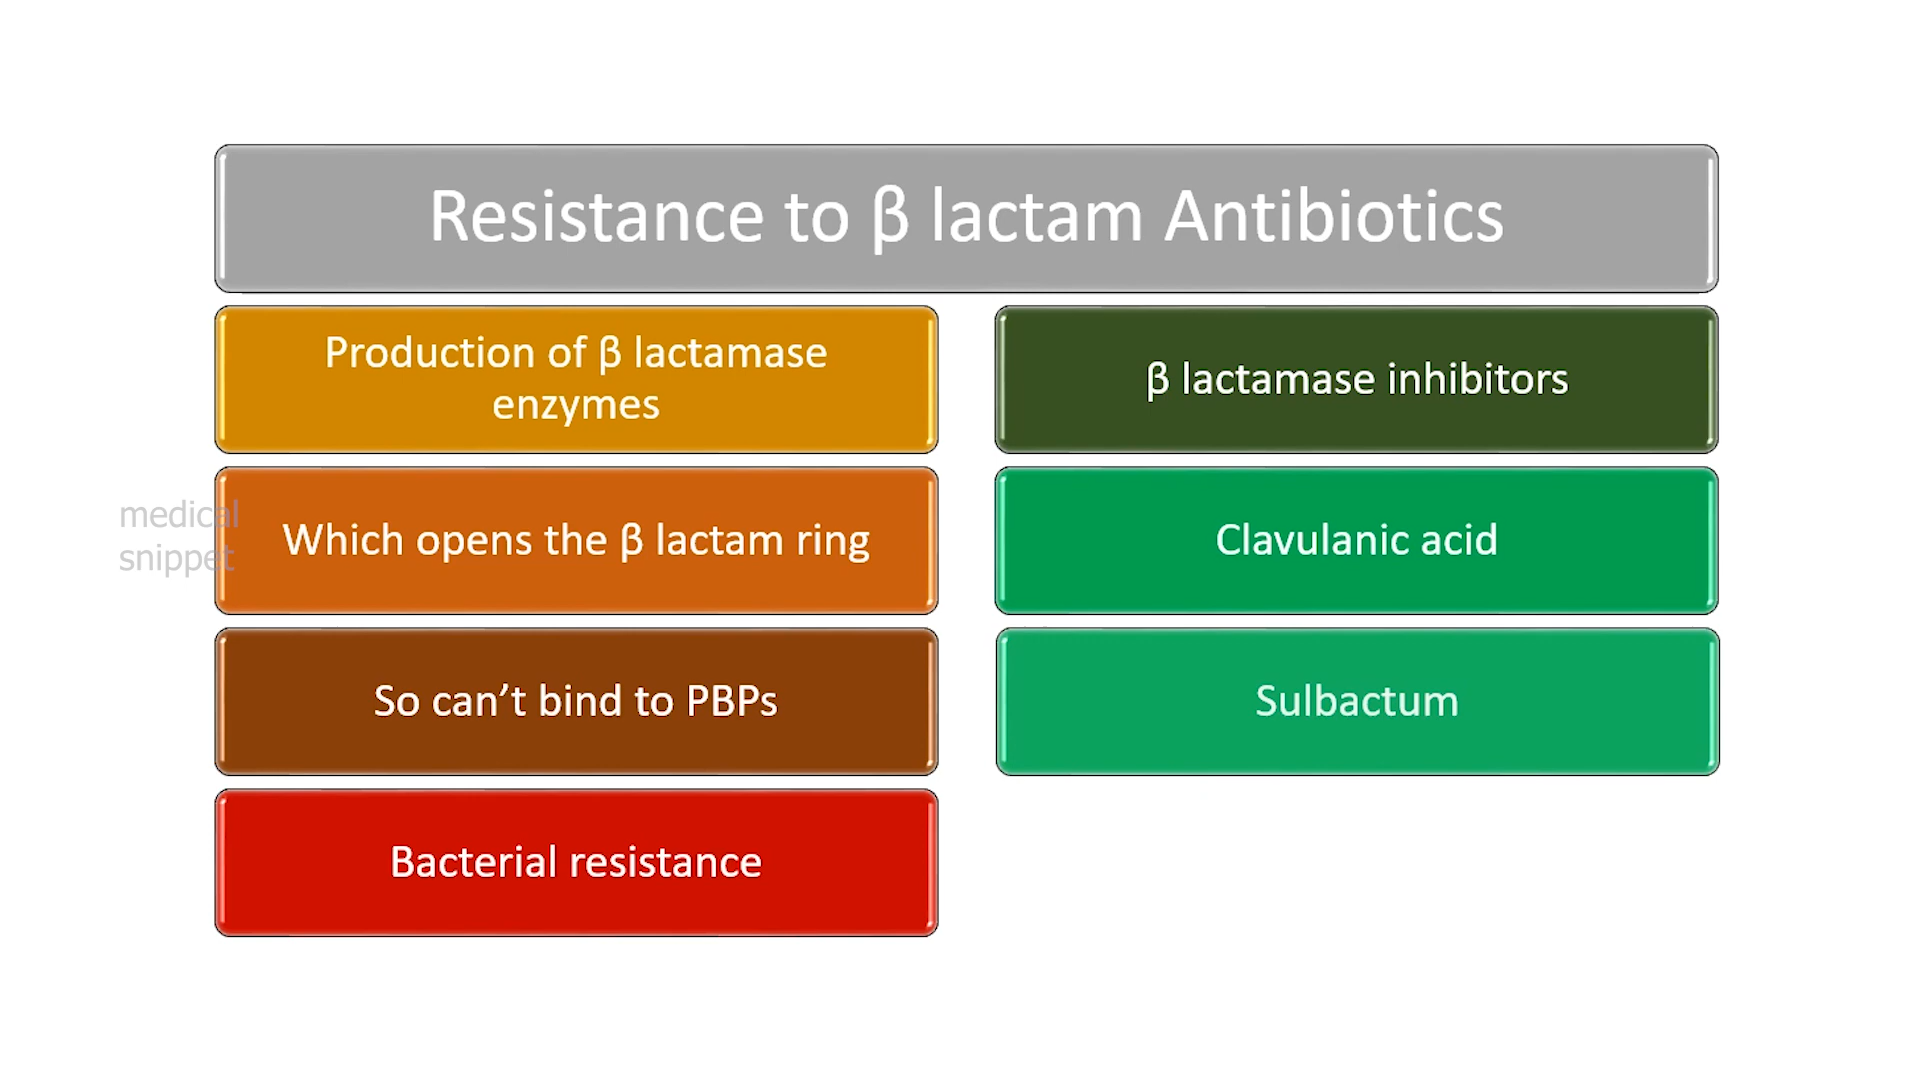 Resistance to β lactam Antibiotics
Production of β lactamase
enzymes
Which opens the β lactam ring
So can’t bind to PBPs
Bacterial resistance
β lactamase inhibitors
Clavulanic acid
Sulbactum
medical
snippet